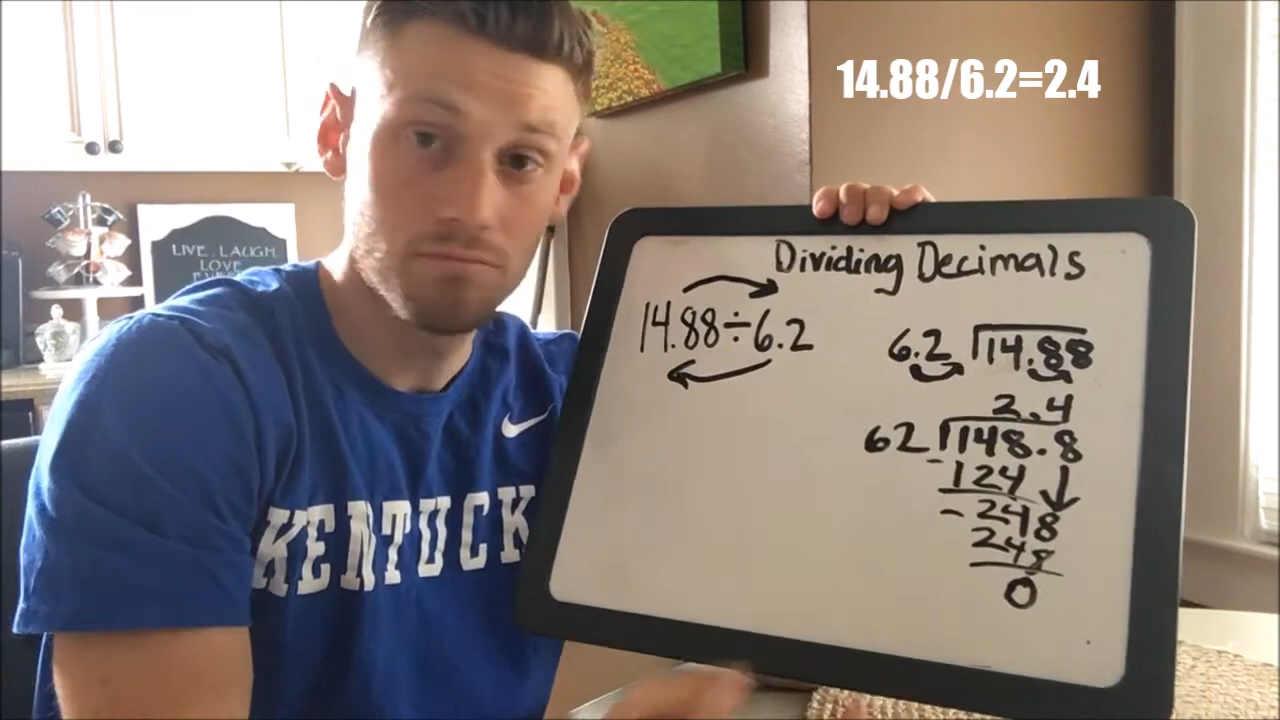 14.88/6.2=2.4
LIVE, LAUGH,
LOVE
KENTUCK
Dividing Decimals
14.88÷6.2
6.2 14.88
2.4
62 148.8
- 124
- 248
248
0